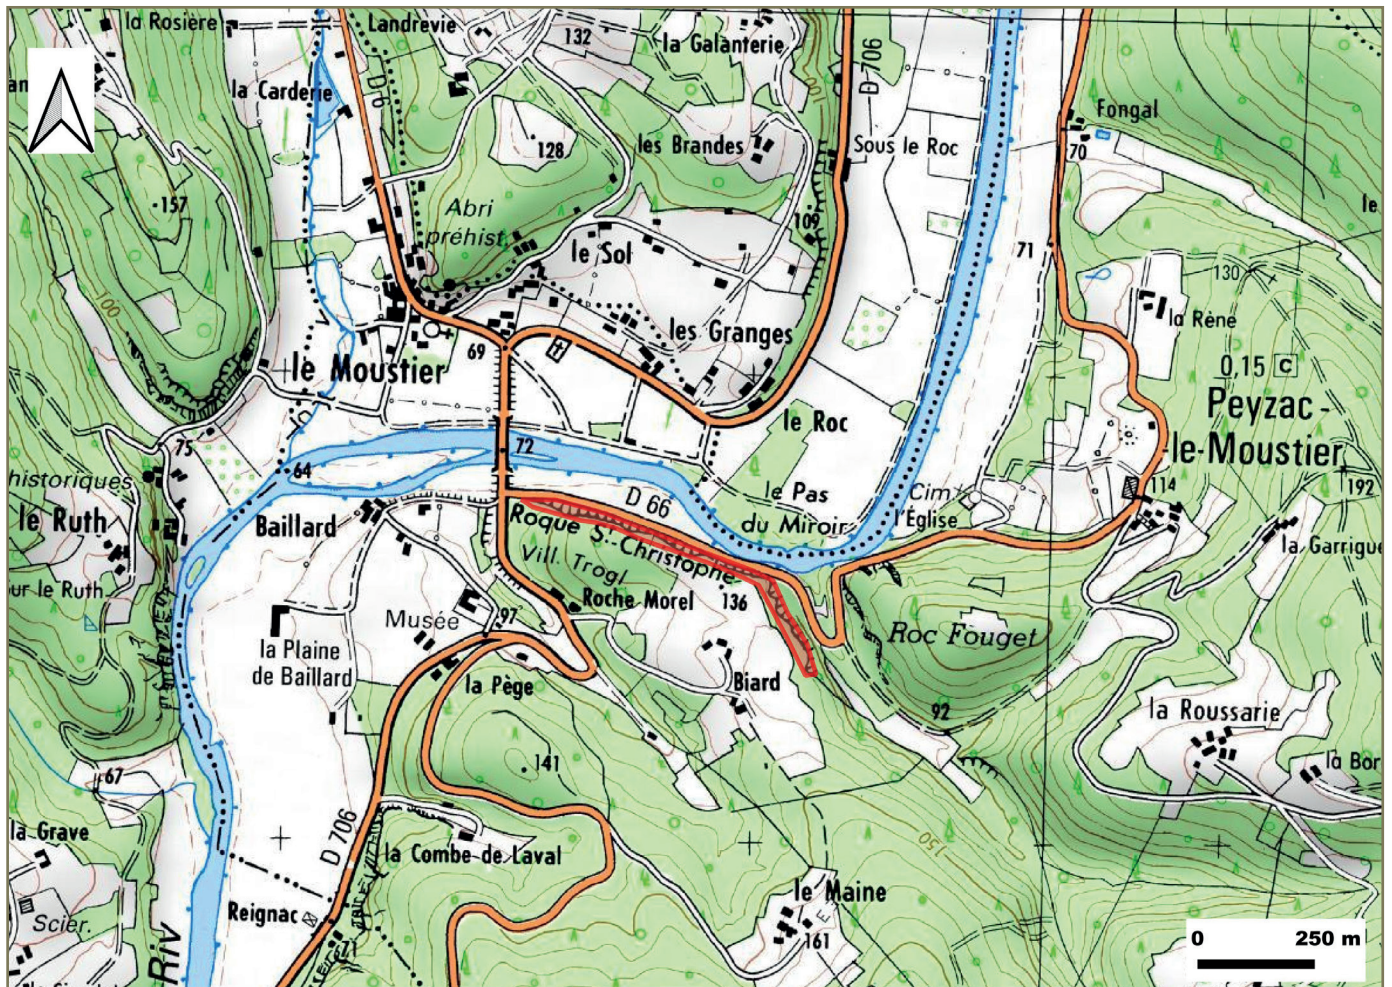 la Rosière
Landrevie
132
la Galanterie
D 6
la Carderie
D 706
Fongal
100
128
les Brandes
Sous le Roc
70
157
Abri
préhist.
109
le
71
le Sol
130
100
la Rène
les Granges
69
le Moustier
0,15 C
Peyzac-
-le-Moustier
le Roc
75
72
64
historiques
D 66
le Pas
du Miroir
Cim
l'Église
114
192
le Ruth
Baillard
Roque St-Christophe
la Garrigue
Vill. Trogl
ur le Ruth
Roche Morel
136
Musée
97
Roc Fouget
la Plaine
de Baillard
la Pège
Biard
92
la Roussarie
141
67
la Bor
D 706
la Grave
la Combe de Laval
150
le Maine
Reignac
Scier.
161
71
Riv
0 250 m